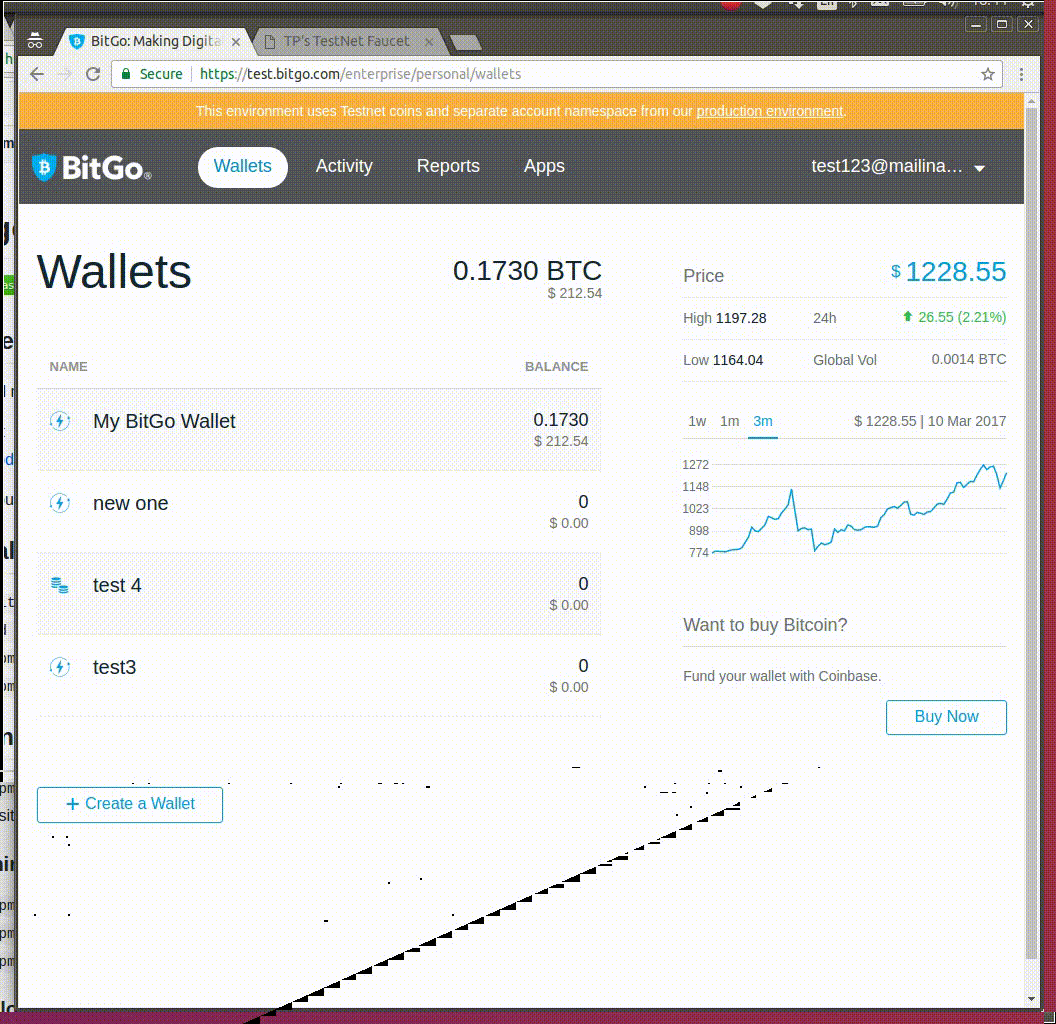 BitGo: Making Digita
TP's TestNet Faucet
Secure
https://test.bitgo.com/enterprise/personal/wallets
This environment uses Testnet coins and separate account namespace from our production environment.
BitGo®
Wallets
Activity
Reports
Apps
test123@mailina…
Wallets
0.1730 BTC
$ 212.54
NAME
BALANCE
My BitGo Wallet
0.1730
$ 212.54
new one
0
$ 0.00
test 4
0
$ 0.00
test3
0
$ 0.00
+ Create a Wallet
Price
$ 1228.55
High 1197.28
24h
26.55 (2.21%)
Low 1164.04
Global Vol
0.0014 BTC
1w 1m 3m
$ 1228.55 | 10 Mar 2017
1272
1148
1023
898
774
Want to buy Bitcoin?
Fund your wallet with Coinbase.
Buy Now